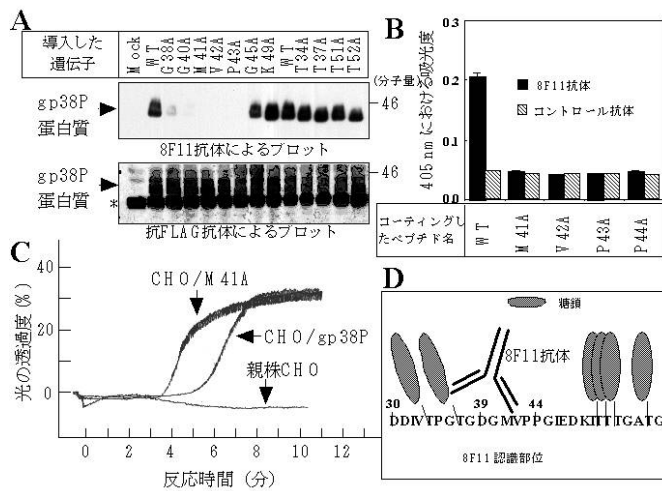 A
導入した
遺伝子
Mock
WT
G38A
G40A
M41A
V42A
P43A
G45A
K49A
WT
T34A
T37A
T51A
T52A
(分子量)
gp38P
蛋白質
46
8F11抗体によるブロット
gp38P
蛋白質
46
*
抗FLAG抗体によるブロット
B
405nmにおける吸光度
0.3
0.2
0.1
0.0
8F11抗体
コントロール抗体
コーティングし
たペプチド名
WT
M41A
V42A
P43A
P44A
C
光の透過度(%)
40
20
0
CHO/M41A
CHO/gp38P
親株CHO
0 2 4 6 8 10 12
反応時間 (分)
D
糖鎖
8F11抗体
30 39 44
DDIVTPGTGDGMVPPGIEDKITTTGATG
8F11認識部位